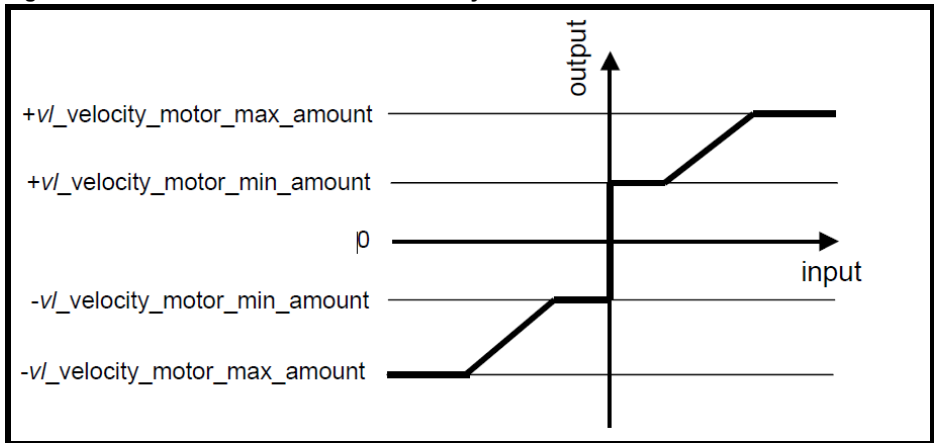 output
+vl_velocity_motor_max_amount
+vl_velocity_motor_min_amount
0
input
-vl_velocity_motor_min_amount
-vl_velocity_motor_max_amount